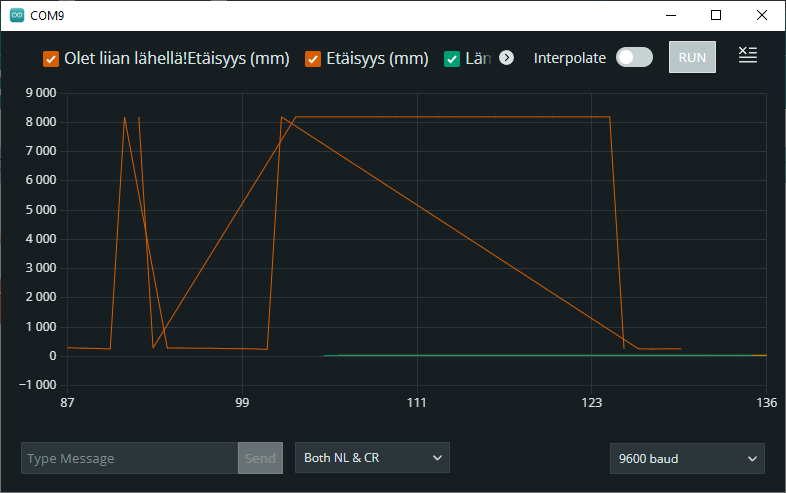 COM9
Olet liian lähellä!Etäisyys (mm) Etäisyys (mm) Interpolate RUN
9 000
8 000
7 000
6 000
5 000
4 000
3 000
2 000
1 000
0
−1 000
87 99 111 123 136
Type Message Send Both NL & CR 9600 baud